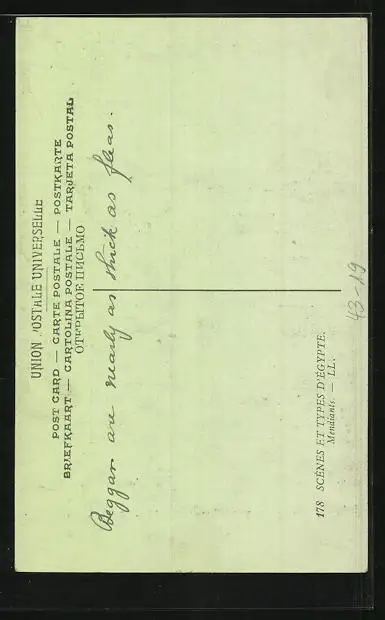 UNION POSTALE UNIVERSELLE
POST CARD — CARTE POSTALE — POSTKARTE
BRIEFKAART — CARTOLINA POSTALE — TARJETA POSTAL
ОТКРЫТОЕ ПИСЬМО
Beggar are nearly as thick as fleas.
178 SCÈNES ET TYPES D'ÉGYPTE.
Mendiants. — LL.
43-19